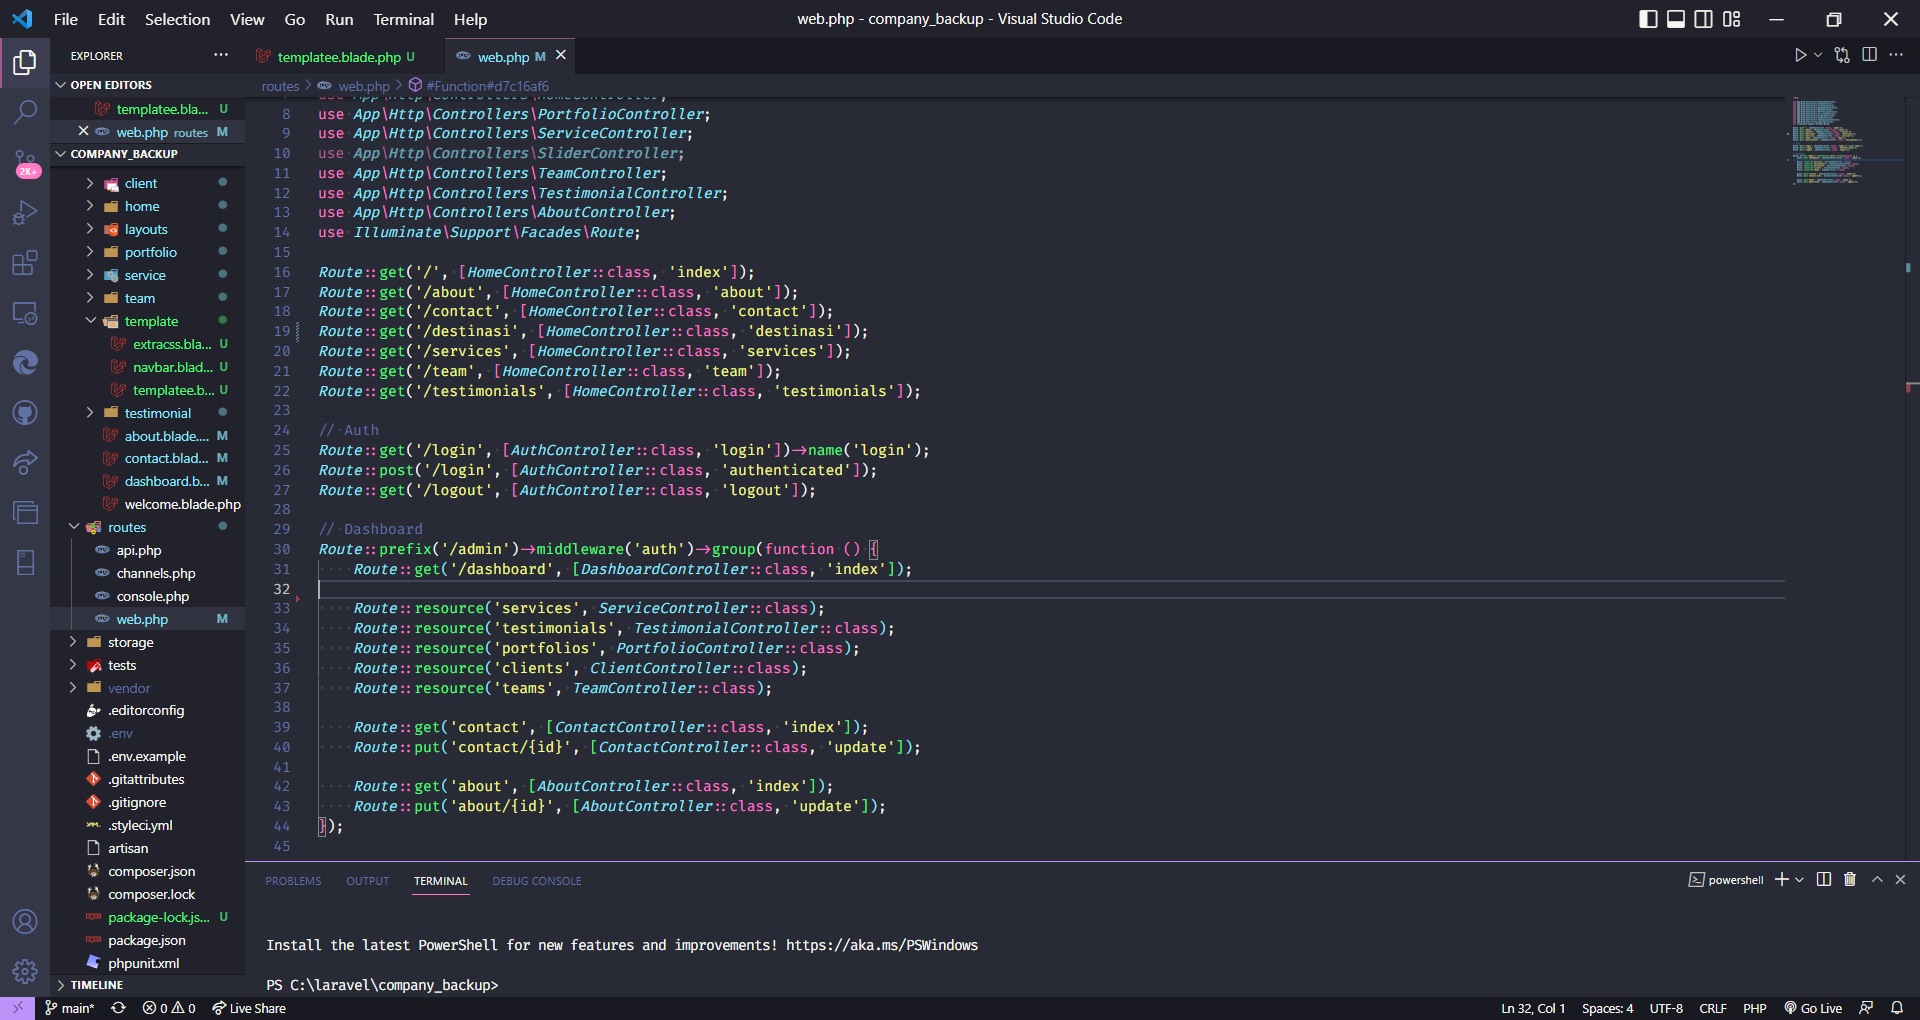 File Edit Selection View Go Run Terminal Help
web.php - company_backup - Visual Studio Code
EXPLORER
OPEN EDITORS
templatee.bla... U
web.php routes M
COMPANY_BACKUP
client
home
layouts
portfolio
service
team
template
extracss.bla... U
navbar.blad... U
templatee.b... U
testimonial
about.blade.... M
contact.blad... M
dashboard.b... M
welcome.blade.php
routes
api.php
channels.php
console.php
web.php M
storage
tests
vendor
.editorconfig
.env
.env.example
.gitattributes
.gitignore
.styleci.yml
artisan
composer.json
composer.lock
package-lock.js... U
package.json
phpunit.xml
TIMELINE
2K+
templatee.blade.php U
web.php M
routes > web.php > #Function#d7c16af6
use App\Http\Controllers\HomeController;
8 use App\Http\Controllers\PortfolioController;
9 use App\Http\Controllers\ServiceController;
10 use App\Http\Controllers\SliderController;
11 use App\Http\Controllers\TeamController;
12 use App\Http\Controllers\TestimonialController;
13 use App\Http\Controllers\AboutController;
14 use Illuminate\Support\Facades\Route;
15
16 Route::get('/', [HomeController::class, 'index']);
17 Route::get('/about', [HomeController::class, 'about']);
18 Route::get('/contact', [HomeController::class, 'contact']);
19 Route::get('/destinasi', [HomeController::class, 'destinasi']);
20 Route::get('/services', [HomeController::class, 'services']);
21 Route::get('/team', [HomeController::class, 'team']);
22 Route::get('/testimonials', [HomeController::class, 'testimonials']);
23
24 // Auth
25 Route::get('/login', [AuthController::class, 'login'])->name('login');
26 Route::post('/login', [AuthController::class, 'authenticated']);
27 Route::get('/logout', [AuthController::class, 'logout']);
28
29 // Dashboard
30 Route::prefix('/admin')->middleware('auth')->group(function () {
31 Route::get('/dashboard', [DashboardController::class, 'index']);
32
33 Route::resource('services', ServiceController::class);
34 Route::resource('testimonials', TestimonialController::class);
35 Route::resource('portfolios', PortfolioController::class);
36 Route::resource('clients', ClientController::class);
37 Route::resource('teams', TeamController::class);
38
39 Route::get('contact', [ContactController::class, 'index']);
40 Route::put('contact/{id}', [ContactController::class, 'update']);
41
42 Route::get('about', [AboutController::class, 'index']);
43 Route::put('about/{id}', [AboutController::class, 'update']);
44 });
45
PROBLEMS OUTPUT TERMINAL DEBUG CONSOLE
powershell
Install the latest PowerShell for new features and improvements! https://aka.ms/PSWindows
PS C:\laravel\company_backup>
main* 0 0 Live Share
Ln 32, Col 1 Spaces: 4 UTF-8 CRLF PHP Go Live